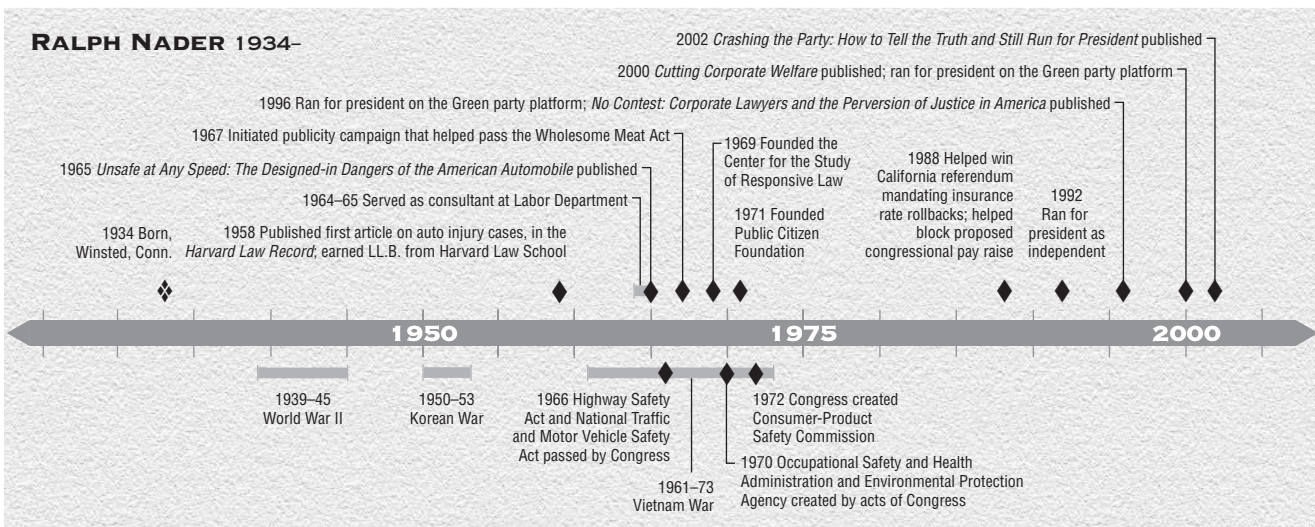 RALPH NADER 1934–
2002 Crashing the Party: How to Tell the Truth and Still Run for President published
2000 Cutting Corporate Welfare published; ran for president on the Green party platform
1996 Ran for president on the Green party platform; No Contest: Corporate Lawyers and the Perversion of Justice in America published
1967 Initiated publicity campaign that helped pass the Wholesome Meat Act
1965 Unsafe at Any Speed: The Designed-in Dangers of the American Automobile published
1964–65 Served as consultant at Labor Department
1934 Born,
Winsted, Conn.
1958 Published first article on auto injury cases, in the
Harvard Law Record; earned LL.B. from Harvard Law School
1969 Founded the
Center for the Study
of Responsive Law
1971 Founded
Public Citizen
Foundation
1988 Helped win
California referendum
mandating insurance
rate rollbacks; helped
block proposed
congressional pay raise
1992
Ran for
president as
independent
1950
1975
2000
1939–45
World War II
1950–53
Korean War
1966 Highway Safety
Act and National Traffic
and Motor Vehicle Safety
Act passed by Congress
1961–73
Vietnam War
1972 Congress created
Consumer-Product
Safety Commission
1970 Occupational Safety and Health
Administration and Environmental Protection
Agency created by acts of Congress